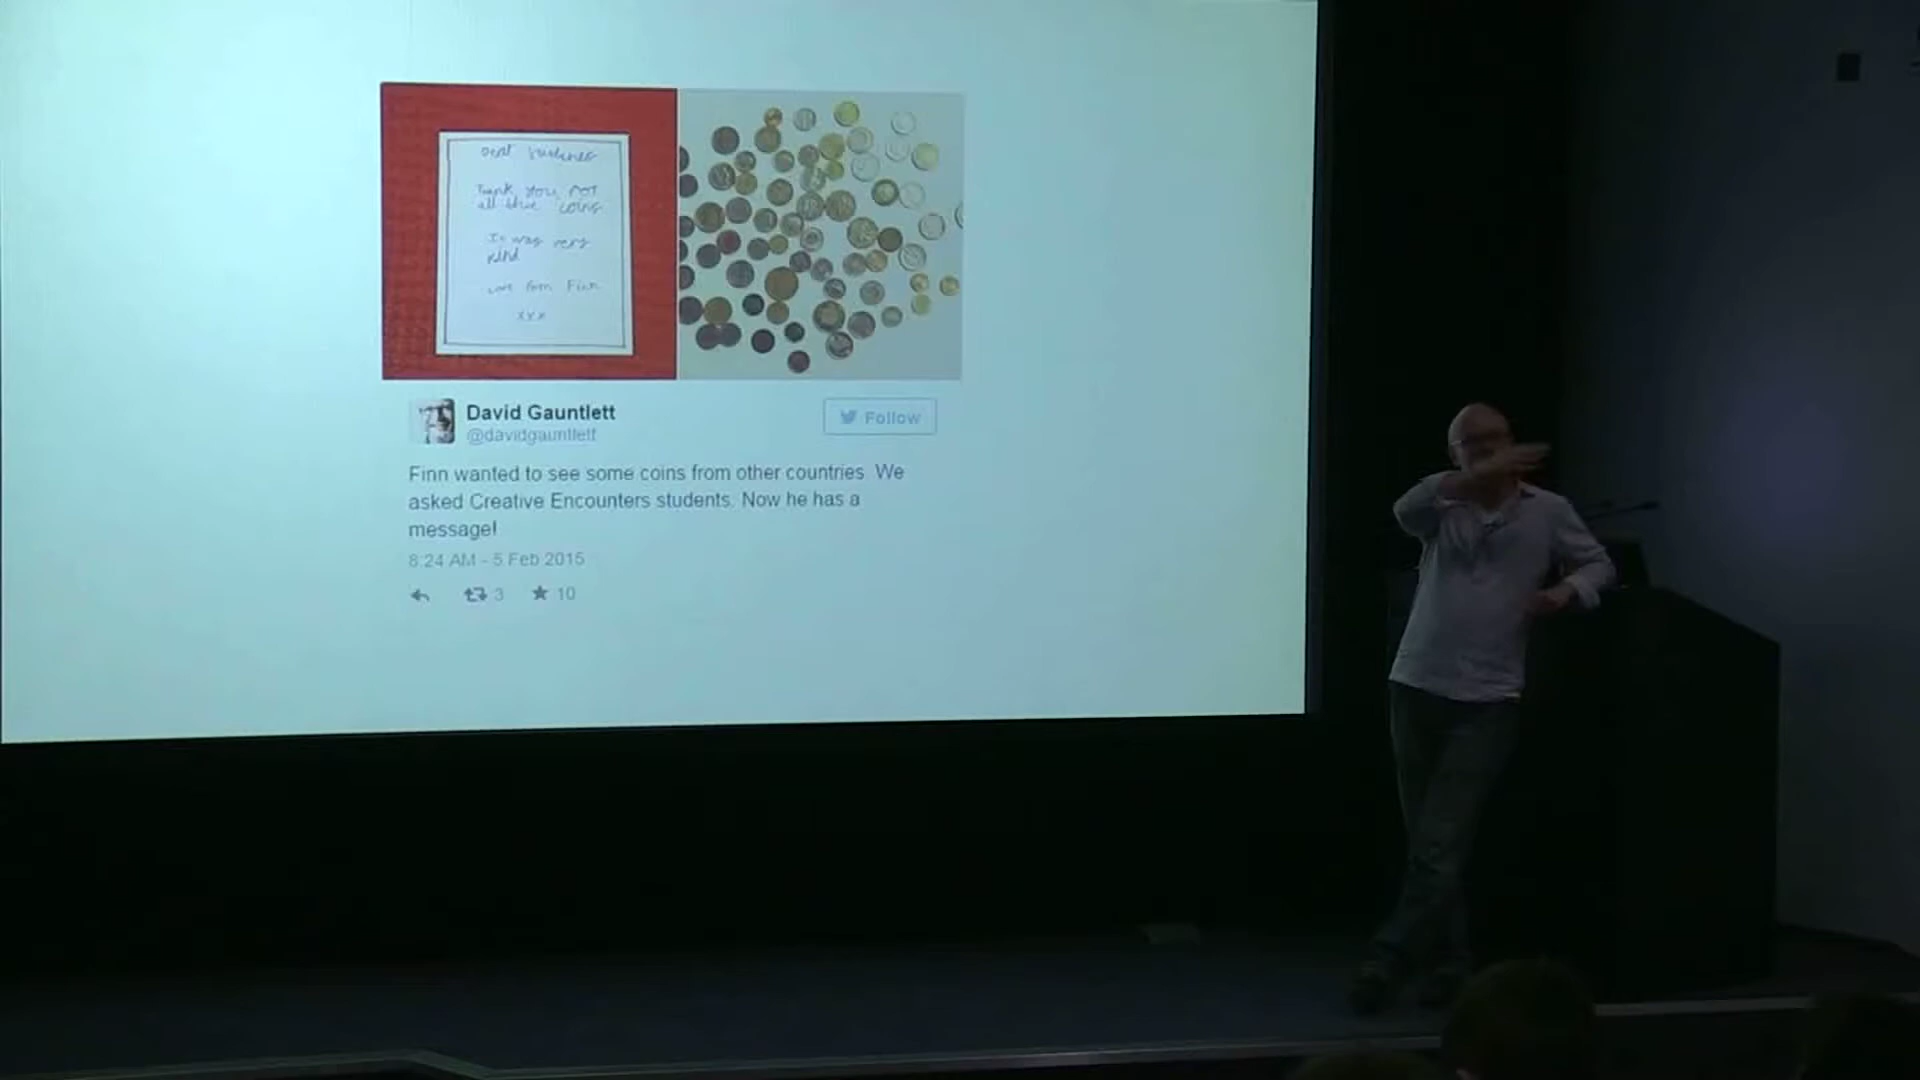 Dear students
Thank you not
all thue coins
It was very
kind
Love from Finn
xxx
David Gauntlett
@davidgauntlett
Follow
Finn wanted to see some coins from other countries We
asked Creative Encounters students. Now he has a
message!
8:24 AM - 5 Feb 2015
3
10